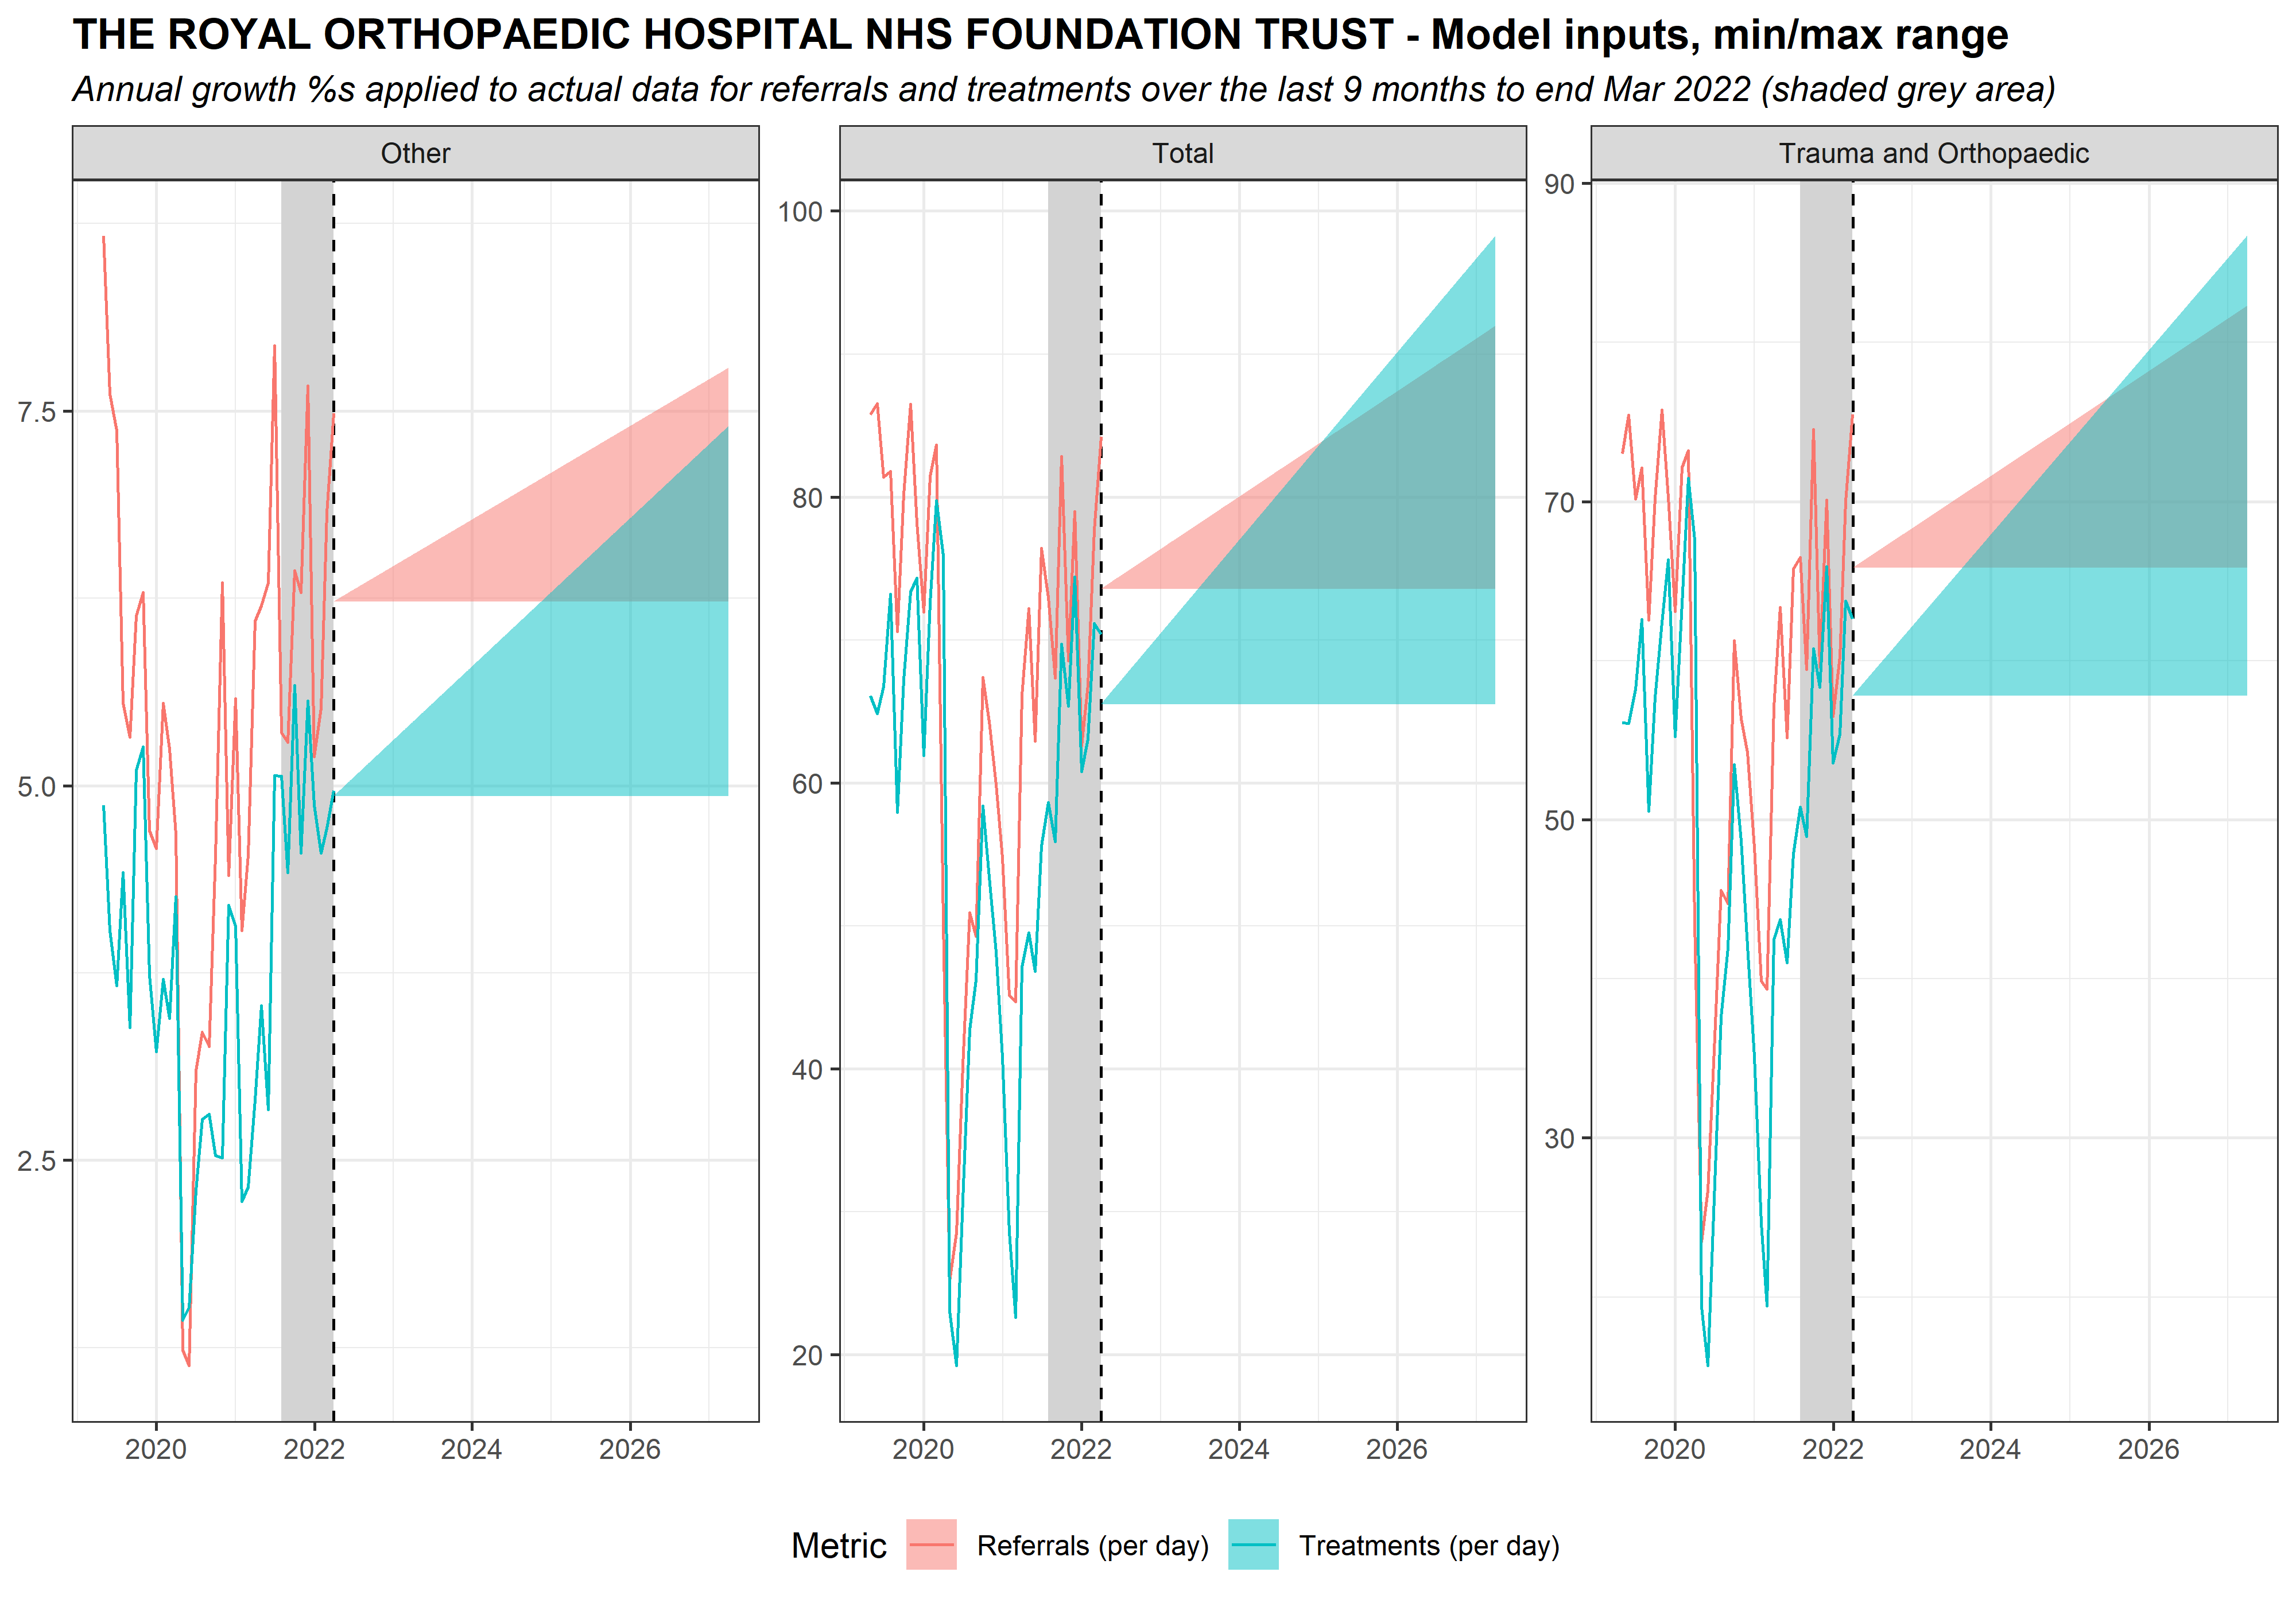 THE ROYAL ORTHOPAEDIC HOSPITAL NHS FOUNDATION TRUST - Model inputs, min/max range
Annual growth %s applied to actual data for referrals and treatments over the last 9 months to end Mar 2022 (shaded grey area)
Other
7.5
5.0
2.5
2020 2022 2024 2026
Total
100
80
60
40
20
2020 2022 2024 2026
Trauma and Orthopaedic
90
70
50
30
2020 2022 2024 2026
Metric Referrals (per day) Treatments (per day)